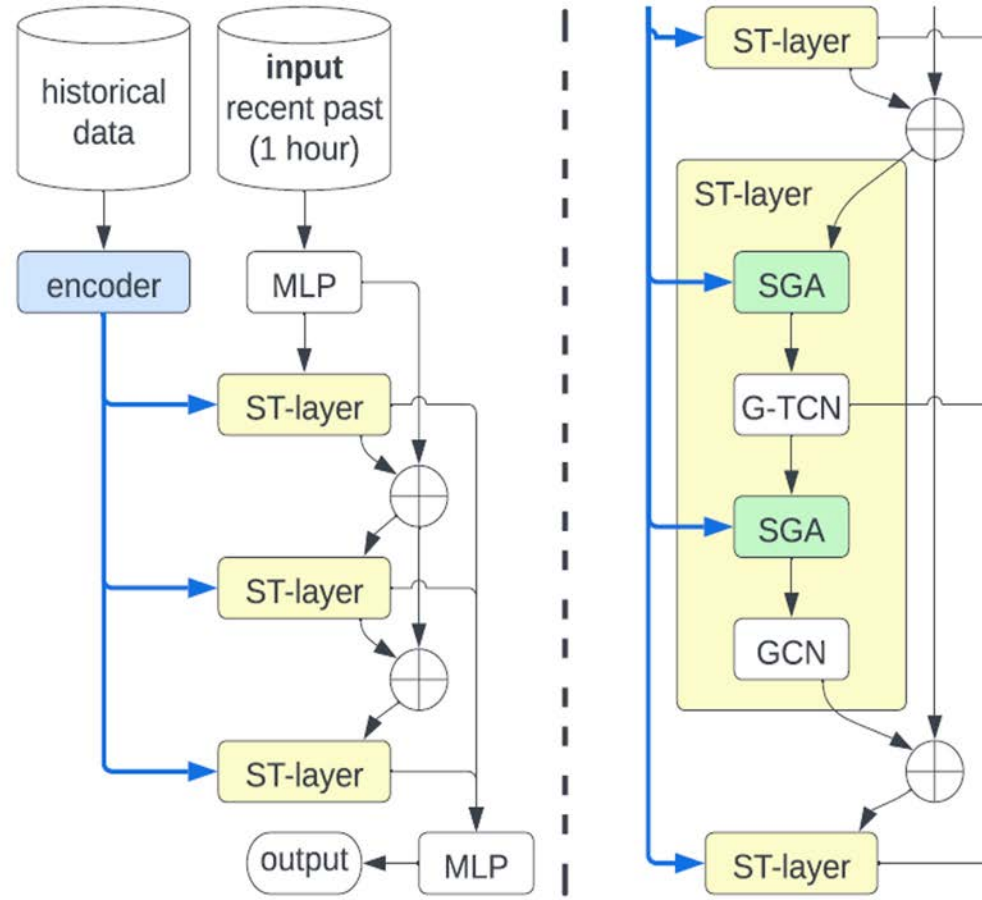 historical
data
input
recent past
(1 hour)
encoder
MLP
ST-layer
ST-layer
ST-layer
output
MLP
ST-layer
ST-layer
SGA
G-TCN
SGA
GCN
ST-layer